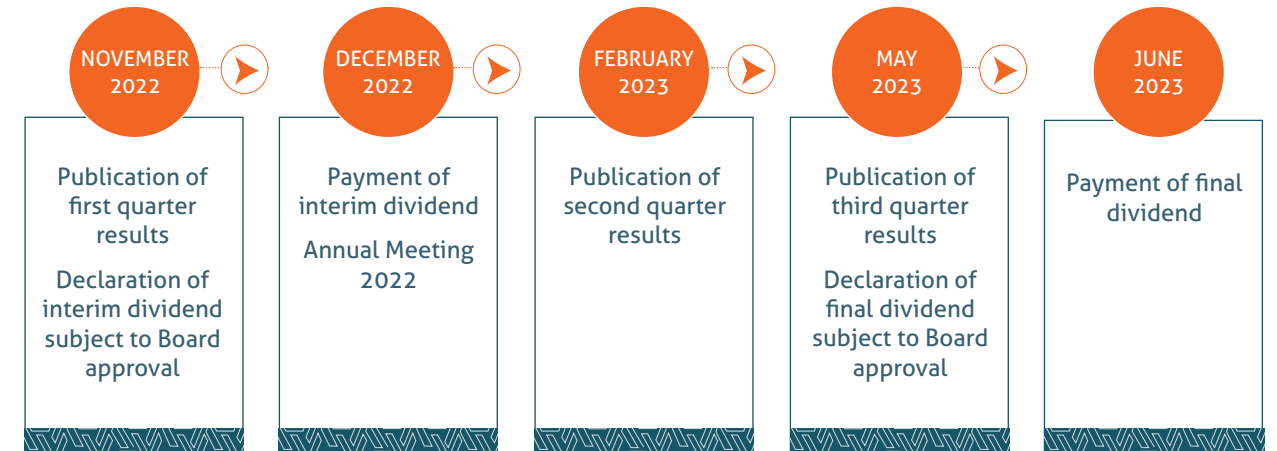 NOVEMBER
2022
Publication of
first quarter
results
Declaration of
interim dividend
subject to Board
approval
DECEMBER
2022
Payment of
interim dividend
Annual Meeting
2022
FEBRUARY
2023
Publication of
second quarter
results
MAY
2023
Publication of
third quarter
results
Declaration of
final dividend
subject to Board
approval
JUNE
2023
Payment of final
dividend